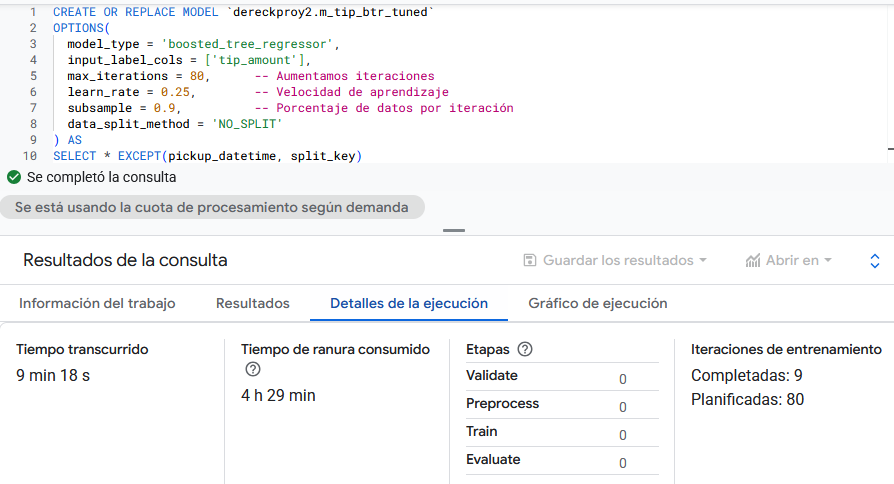 1 CREATE OR REPLACE MODEL `dereckproy2.m_tip_btr_tuned`
2 OPTIONS(
3 model_type = 'boosted_tree_regressor',
4 input_label_cols = ['tip_amount'],
5 max_iterations = 80, -- Aumentamos iteraciones
6 learn_rate = 0.25, -- Velocidad de aprendizaje
7 subsample = 0.9, -- Porcentaje de datos por iteración
8 data_split_method = 'NO_SPLIT'
9 ) AS
10 SELECT * EXCEPT(pickup_datetime, split_key)
Se completó la consulta
Se está usando la cuota de procesamiento según demanda
Resultados de la consulta
Guardar los resultados
Abrir en
Información del trabajo
Resultados
Detalles de la ejecución
Gráfico de ejecución
Tiempo transcurrido
9 min 18 s
Tiempo de ranura consumido
4 h 29 min
Etapas
Validate 0
Preprocess 0
Train 0
Evaluate 0
Iteraciones de entrenamiento
Completadas: 9
Planificadas: 80